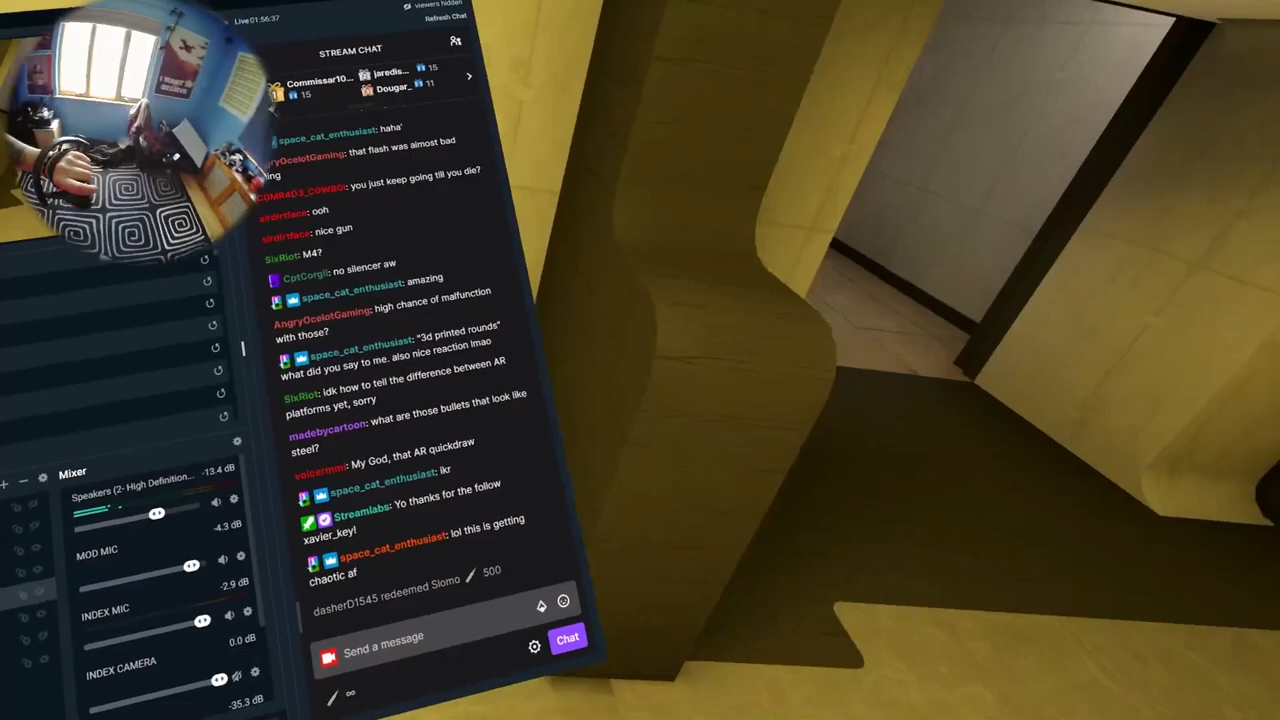 Live 01:56:37
viewers hidden
Refresh Chat
I WANT TO
BELIEVE
STREAM CHAT
Commissar10... 15
jaredis... 15
Dougar_ 11
space_cat_enthusiast: haha'
gryOcelotGaming: that flash was almost bad
ing
C0MR4D3_C0WB0I: you just keep going till you die?
sirdirtface: ooh
sirdirtface: nice gun
SixRiot: M4?
CptCorgii: no silencer aw
space_cat_enthusiast: amazing
AngryOcelotGaming: high chance of malfunction
with those?
space_cat_enthusiast: "3d printed rounds"
what did you say to me. also nice reaction lmao
SixRiot: idk how to tell the difference between AR
platforms yet, sorry
madebycartoon: what are those bullets that look like
steel?
voicermmi: My God, that AR quickdraw
space_cat_enthusiast: Ikr
Streamlabs: Yo thanks for the follow
xavier_key!
space_cat_enthusiast: lol this is getting
chaotic af
dasherD1545 redeemed Slomo 500
Send a message
Chat
∞
Mixer
Speakers (2- High Definition... -13.4 dB
MOD MIC -4.3 dB
INDEX MIC -2.9 dB
INDEX CAMERA 0.0 dB
-35.3 dB